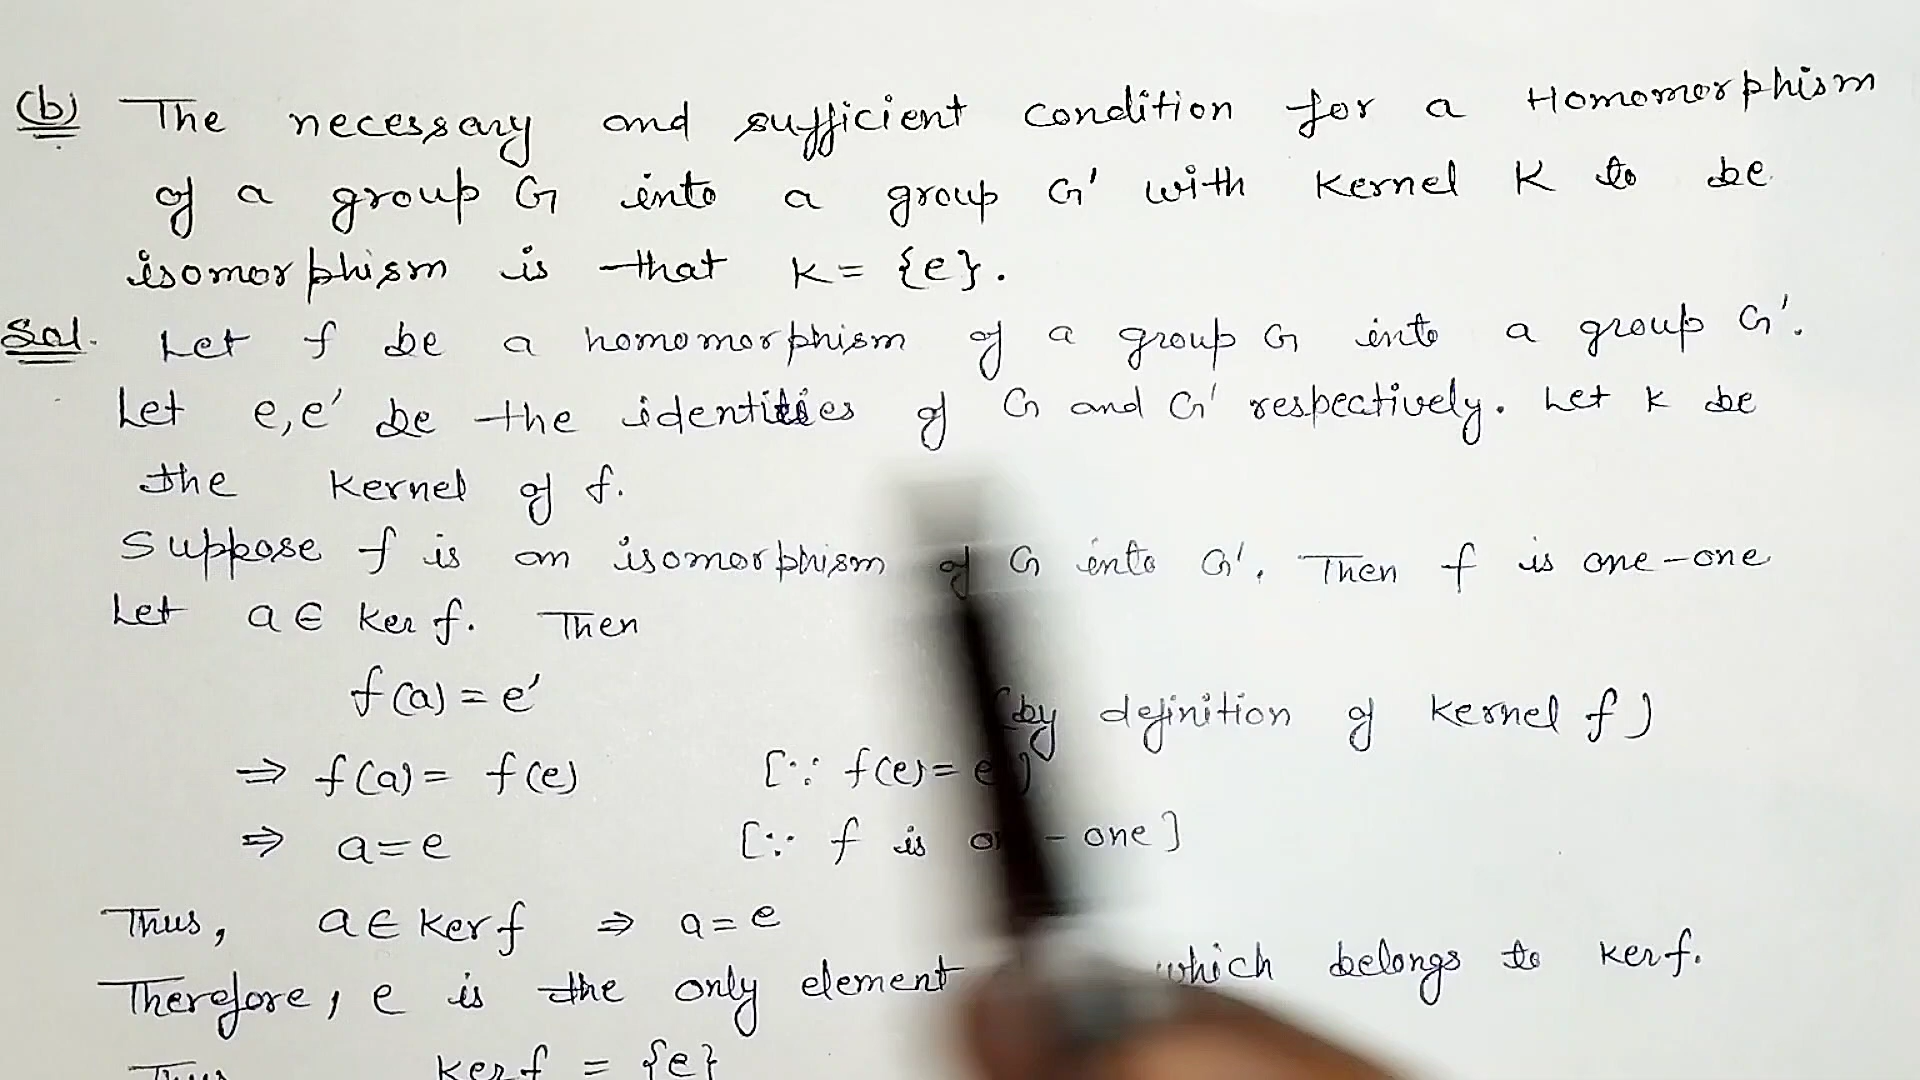 (b) The necessary and sufficient condition for a Homomorphism
of a group G into a group G' with kernel K to be
isomorphism is that K = {e}.
Sol. Let f be a homomorphism of a group G into a group G'.
Let e, e' be the identities of G and G' respectively. Let K be
the kernel of f.
Suppose f is an isomorphism of G into G'. Then f is one-one
Let a ∈ Ker f. Then
f(a) = e' (by definition of kernel f)
⇒ f(a) = f(e) [∵ f(e) = e]
⇒ a = e [∵ f is - one]
Thus, a ∈ Ker f ⇒ a = e
Therefore, e is the only element which belongs to ker f.
Thus ker f = {e}